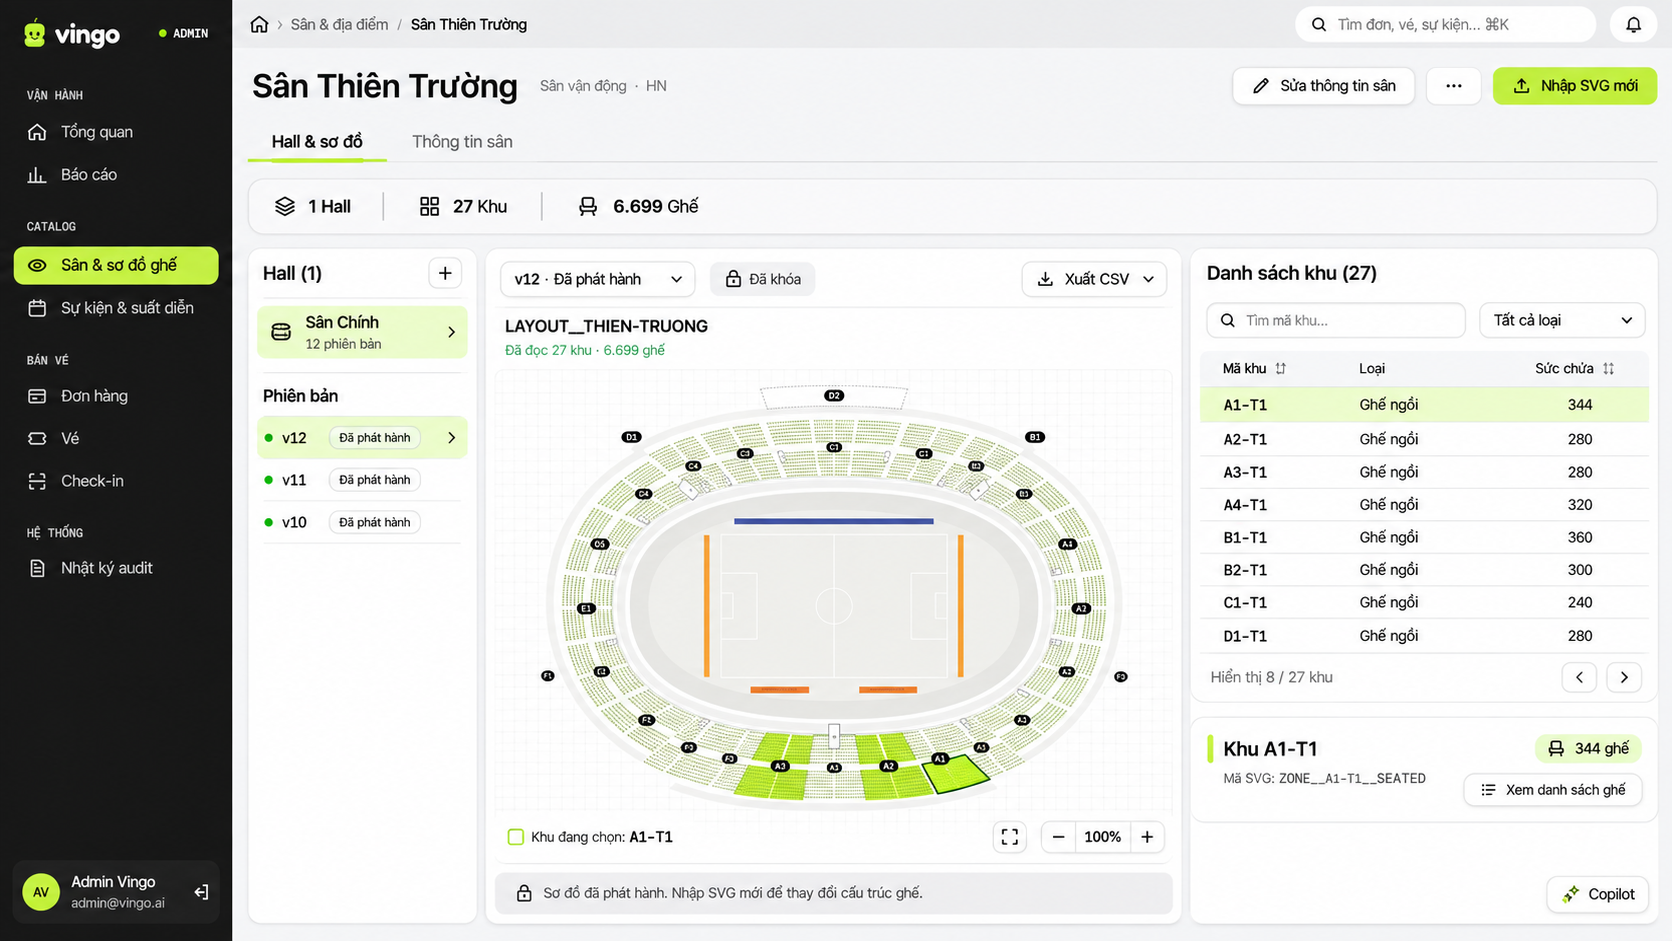 vingo
ADMIN
VẬN HÀNH
Tổng quan
Báo cáo
CATALOG
Sân & sơ đồ ghế
Sự kiện & suất diễn
BÁN VÉ
Đơn hàng
Vé
Check-in
HỆ THỐNG
Nhật ký audit
AV
Admin Vingo
admin@vingo.ai
Sân & địa điểm / Sân Thiên Trường
Tìm đơn, vé, sự kiện... ⌘K
Sân Thiên Trường
Sân vận động · HN
Sửa thông tin sân
Nhập SVG mới
Hall & sơ đồ
Thông tin sân
1 Hall
27 Khu
6.699 Ghế
Hall (1)
Sân Chính
12 phiên bản
Phiên bản
v12 Đã phát hành
v11 Đã phát hành
v10 Đã phát hành
v12 · Đã phát hành
Đã khóa
Xuất CSV
LAYOUT__THIEN-TRUONG
Đã đọc 27 khu · 6.699 ghế
D2
D1
B1
C3
C3
C1
C4
D4
E1
A2
A3
A2
A1
Khu đang chọn: A1-T1
100%
Sơ đồ đã phát hành. Nhập SVG mới để thay đổi cấu trúc ghế.
Danh sách khu (27)
Tìm mã khu...
Tất cả loại
Mã khu Loại Sức chứa
A1-T1 Ghế ngồi 344
A2-T1 Ghế ngồi 280
A3-T1 Ghế ngồi 280
A4-T1 Ghế ngồi 320
B1-T1 Ghế ngồi 360
B2-T1 Ghế ngồi 300
C1-T1 Ghế ngồi 240
D1-T1 Ghế ngồi 280
Hiển thị 8 / 27 khu
Khu A1-T1
344 ghế
Mã SVG: ZONE__A1-T1__SEATED
Xem danh sách ghế
Copilot